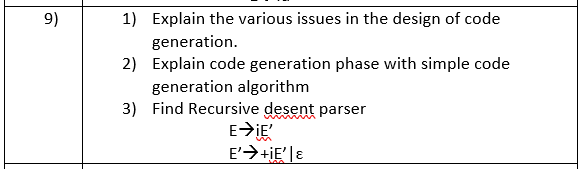 9)
1) Explain the various issues in the design of code
generation.
2) Explain code generation phase with simple code
generation algorithm
3) Find Recursive desent parser
E→iE’
E’→+iE’|ε